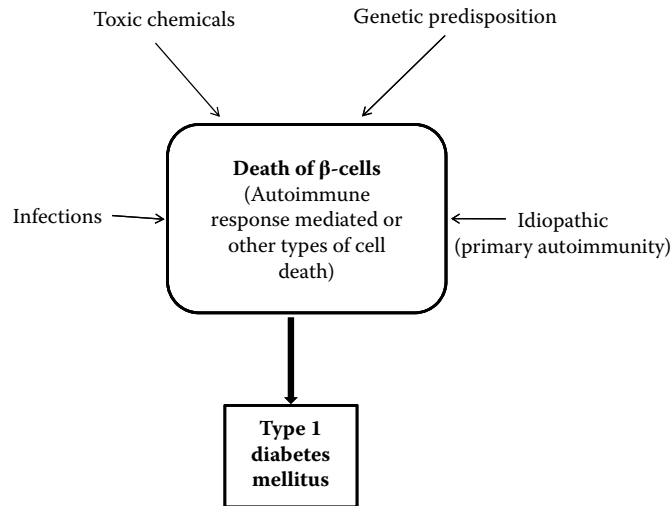 Toxic chemicals
Genetic predisposition
Death of β-cells
(Autoimmune
response mediated or
other types of cell
death)
Infections
Idiopathic
(primary autoimmunity)
Type 1
diabetes
mellitus